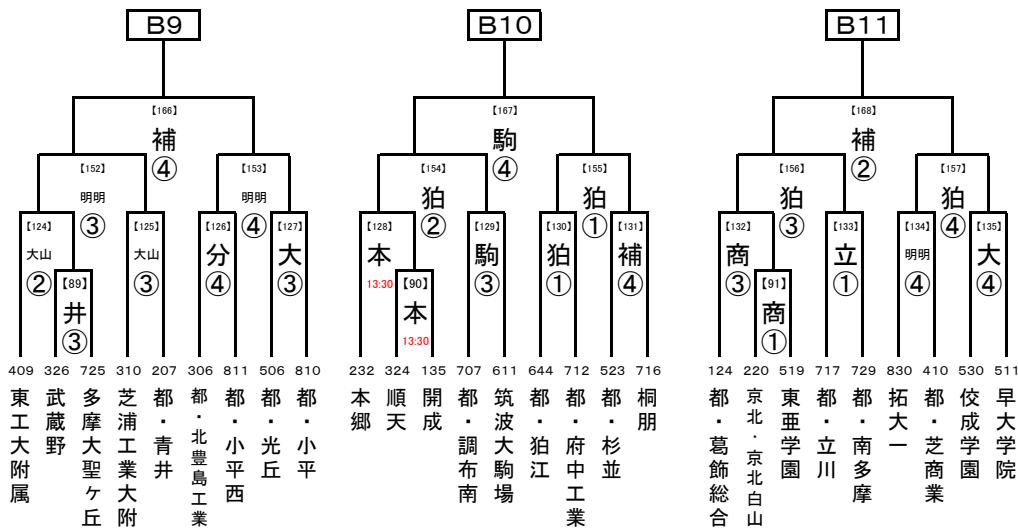 B9 B10 B11
【166】 【167】 【168】
補 駒 補
④ ④ ②
【152】 【153】 【154】 【155】 【156】 【157】
明明 明明 狛 狛 狛 狛
③ ④ ② ① ③ ④
【124】 【125】 【126】 【127】 【128】 【129】 【130】 【131】 【132】 【133】 【134】 【135】
大山 大山 分 大 本 駒 狛 補 商 立 明明 大
② ③ ④ ③ 13:30 ③ ① ④ ③ ① ④ ④
【89】 【90】 【91】
井 本 商
③ 13:30 ①
409 326 725 310 207 306 811 506 810 232 324 135 707 611 644 712 523 716 124 220 519 717 729 830 410 530 511
東工大附属
武蔵野
多摩大聖ヶ丘
芝浦工業大附
都・青井
都・北豊島工業
都・小平西
都・光丘
都・小平
本郷
順天
開成
都・調布南
筑波大駒場
都・狛江
都・府中工業
都・杉並
桐朋
都・葛飾総合
京北・京北白山
東亜学園
都・立川
都・南多摩
拓大一
都・芝商業
佼成学園
早大学院